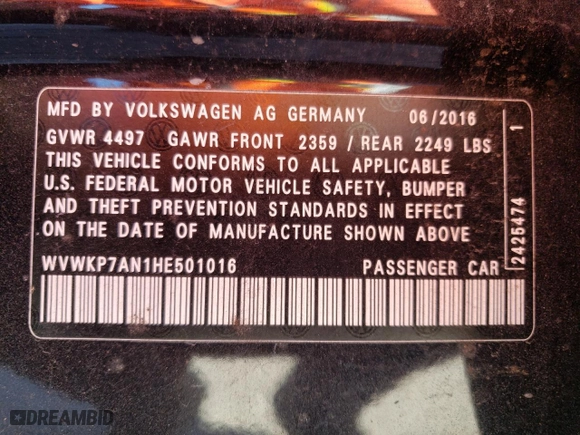 MFD BY VOLKSWAGEN AG GERMANY 06/2016
GVWR 4497 GAWR FRONT 2359 / REAR 2249 LBS
THIS VEHICLE CONFORMS TO ALL APPLICABLE
U.S. FEDERAL MOTOR VEHICLE SAFETY, BUMPER
AND THEFT PREVENTION STANDARDS IN EFFECT
ON THE DATE OF MANUFACTURE SHOWN ABOVE
WVWKP7AN1HE501016 PASSENGER CAR
2425474 1
DREAMBID